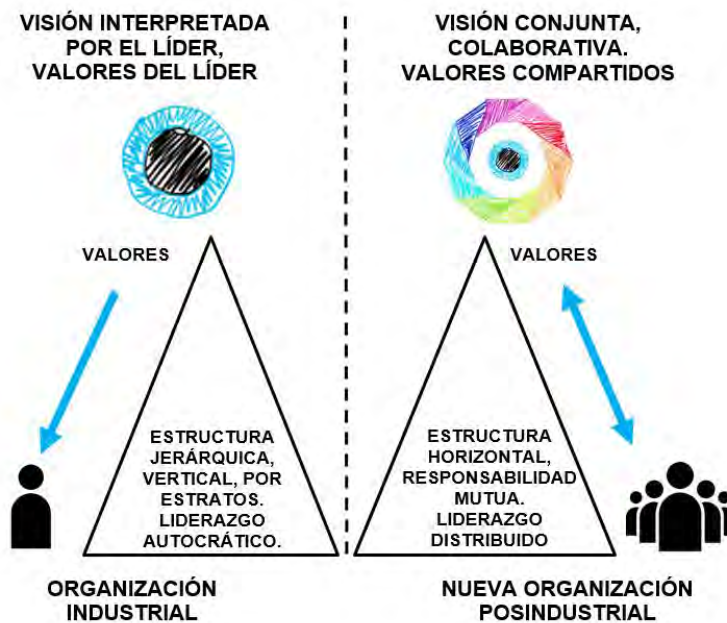 VISIÓN INTERPRETADA
POR EL LÍDER,
VALORES DEL LÍDER
VALORES
ESTRUCTURA
JERÁRQUICA,
VERTICAL, POR
ESTRATOS.
LIDERAZGO
AUTOCRÁTICO.
ORGANIZACIÓN
INDUSTRIAL
VISIÓN CONJUNTA,
COLABORATIVA.
VALORES COMPARTIDOS
VALORES
ESTRUCTURA
HORIZONTAL,
RESPONSABILIDAD
MUTUA.
LIDERAZGO
DISTRIBUIDO
NUEVA ORGANIZACIÓN
POSINDUSTRIAL